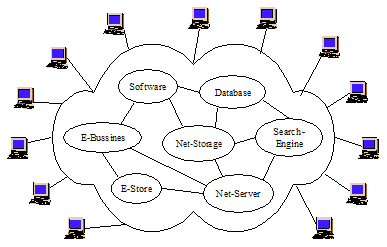 Software
Database
E-Bussines
Net-Storage
Search-
Engine
E-Store
Net-Server